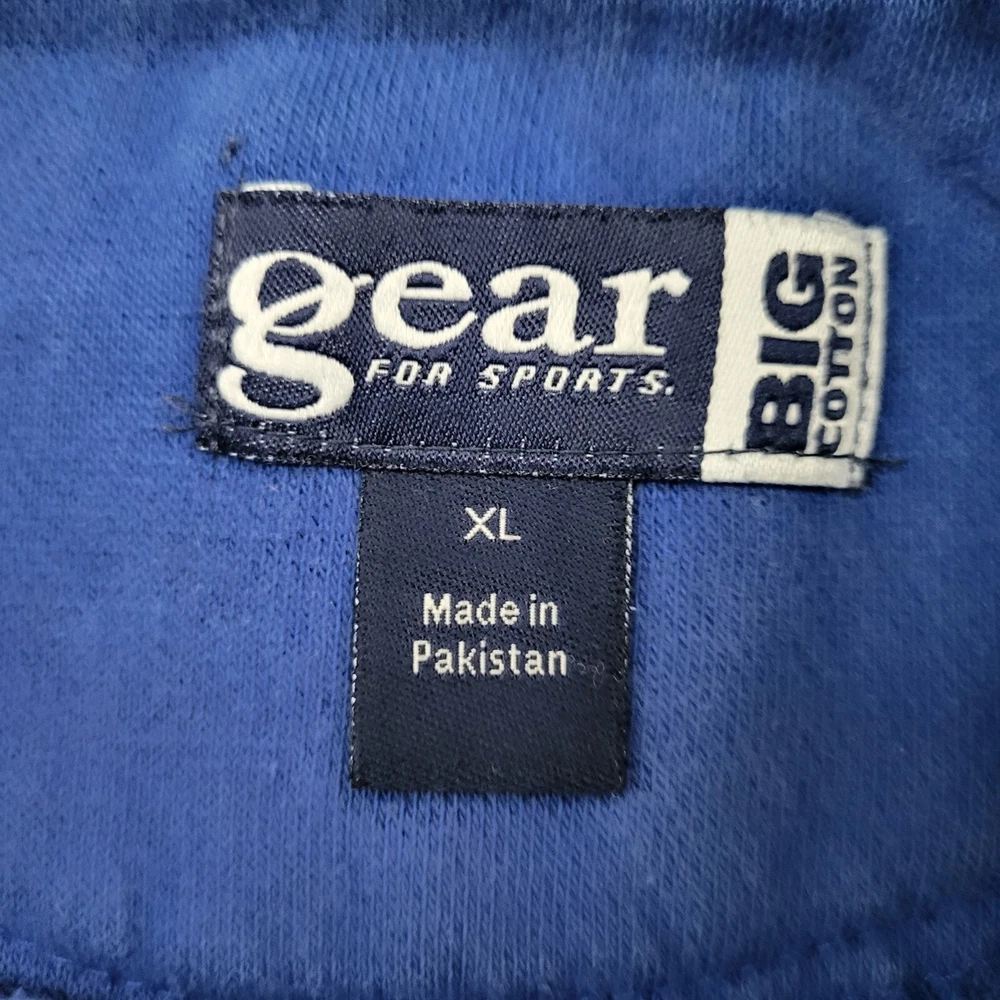 gear
FOR SPORTS.
BIG
COTTON
XL
Made in
Pakistan